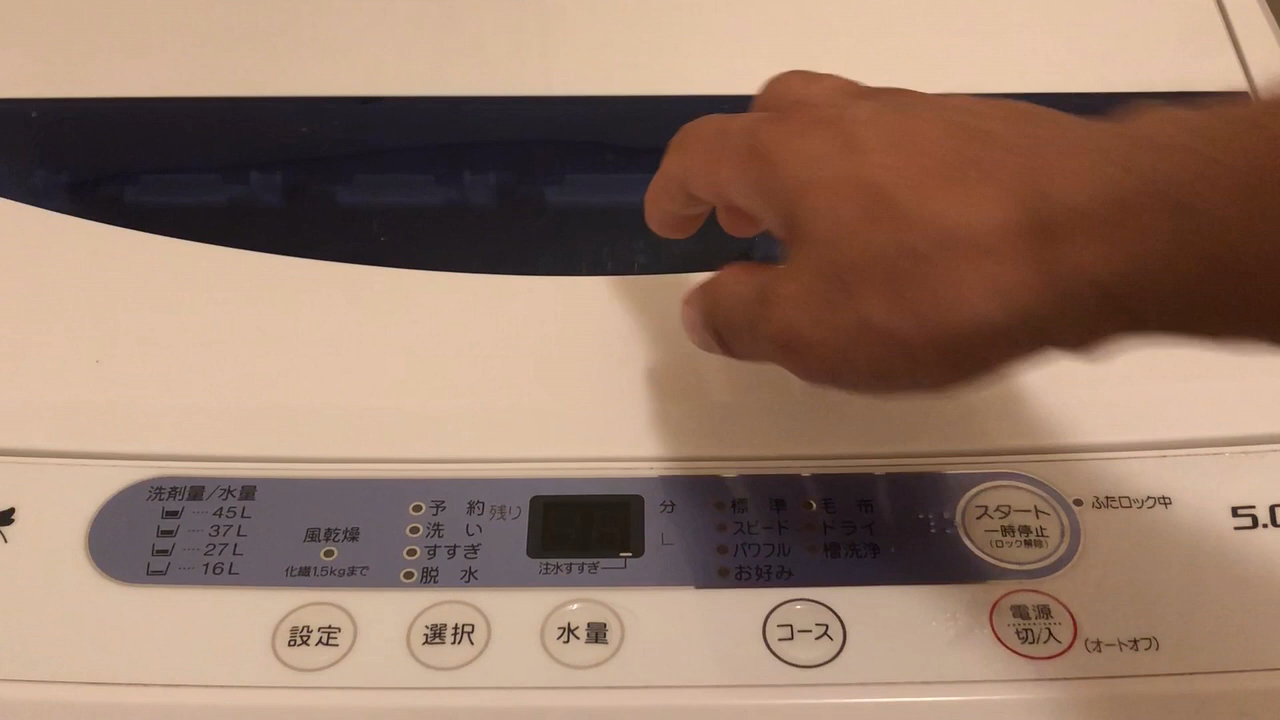 洗剤量/水量
45L
37L
27L
16L
風乾燥
化繊1.5kgまで
予 約
洗 い
すすぎ
脱 水
残り
分
L
注水すすぎ
標 準
スピード
パワフル
お好み
毛 布
ドライ
槽洗浄
スタート
一時停止
(ロック解除)
ふたロック中
5.0
設定
選択
水量
コース
電源
切/入
(オートオフ)